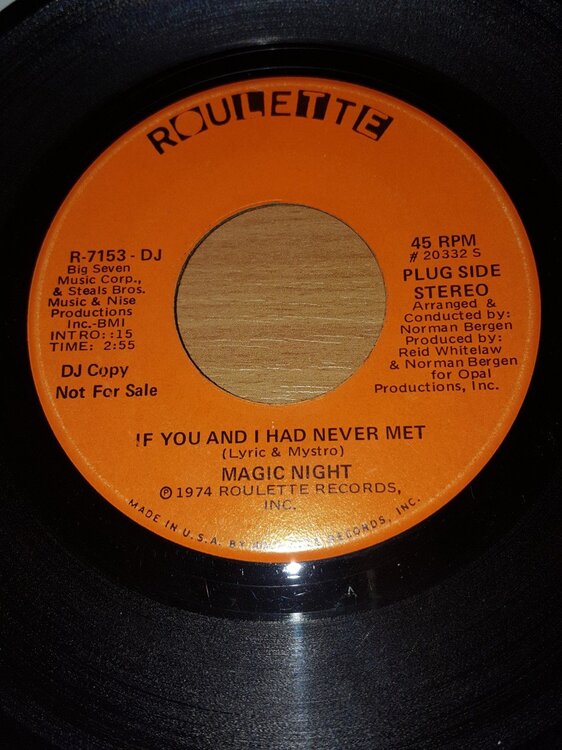 ROULETTE
R-7153 - DJ
Big Seven
Music Corp.,
& Steals Bros.
Music & Nise
Productions
Inc.-BMI
INTRO: :15
TIME: 2:55
DJ Copy
Not For Sale
45 RPM
# 20332 S
PLUG SIDE
STEREO
Arranged &
Conducted by:
Norman Bergen
Produced by:
Reid Whitelaw
& Norman Bergen
for Opal
Productions, Inc.
IF YOU AND I HAD NEVER MET
(Lyric & Mystro)
MAGIC NIGHT
℗ 1974 ROULETTE RECORDS,
INC.
MADE IN U.S.A. BY RECORDS, INC.